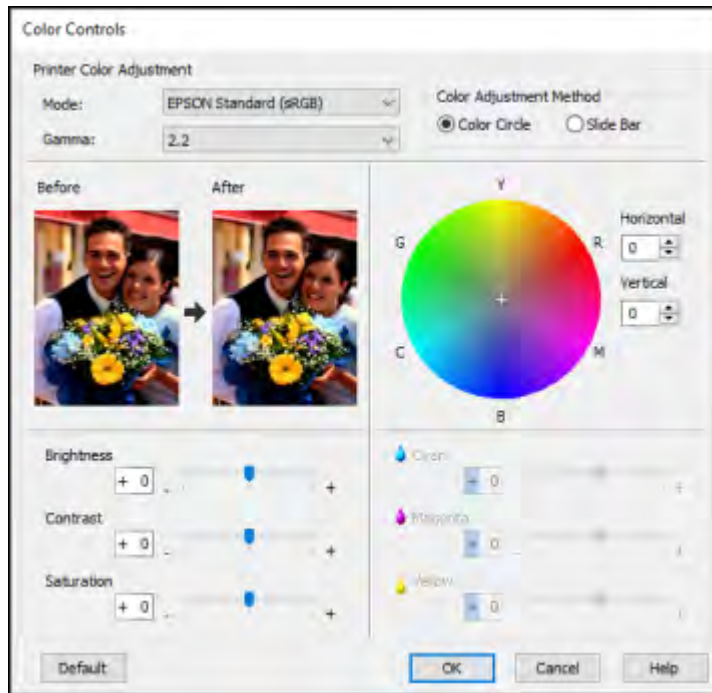 Color Controls
Printer Color Adjustment
Mode: EPSON Standard (sRGB)
Gamma: 2.2
Color Adjustment Method
Color Circle Slide Bar
Before After
Y
G R
C M
B
Horizontal
0
Vertical
0
Brightness
+ 0 - +
Contrast
+ 0 - +
Saturation
+ 0 - +
Cyan
+ 0 - +
Magenta
+ 0 - +
Yellow
+ 0 - +
Default OK Cancel Help